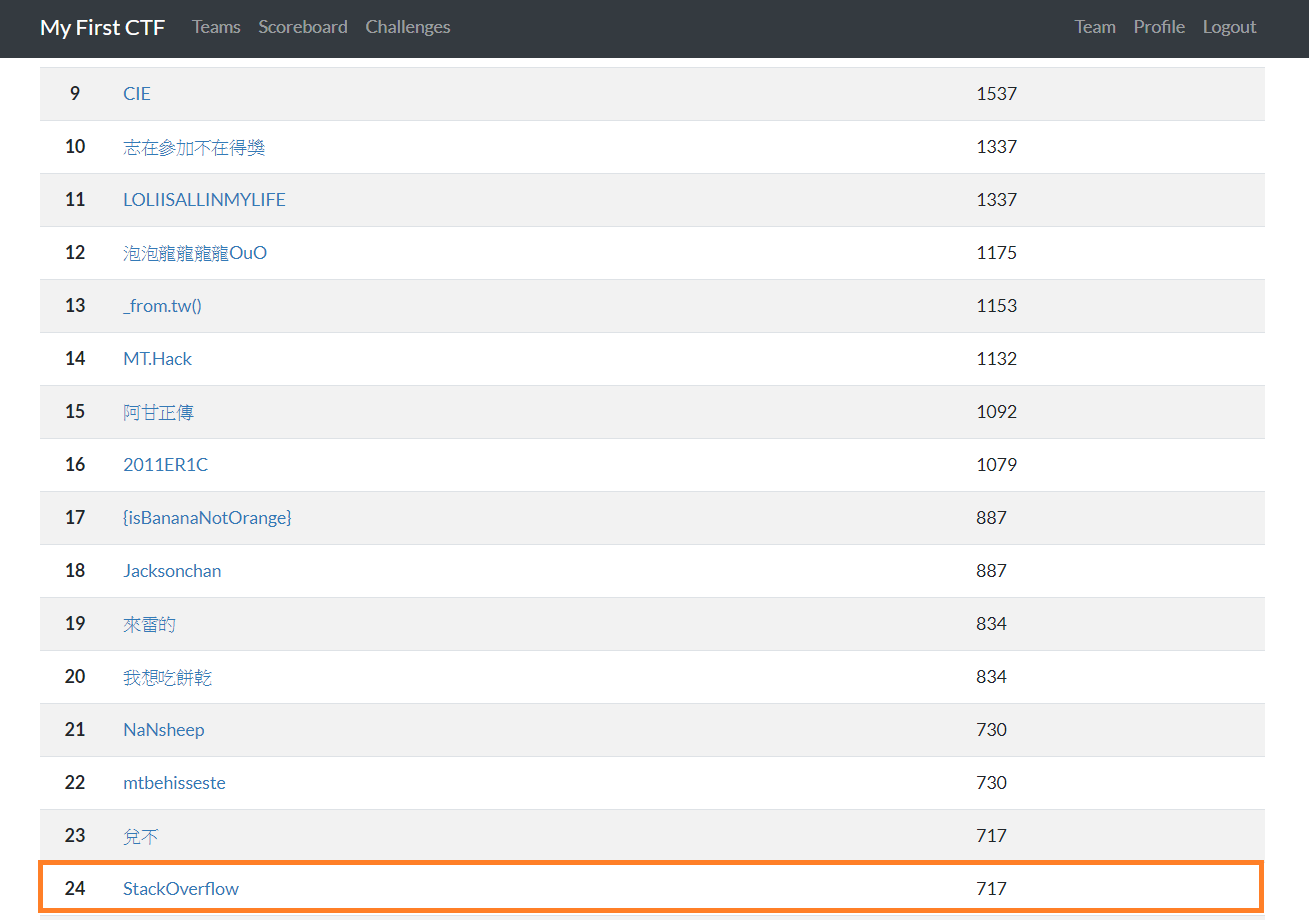 My First CTF Teams Scoreboard Challenges Team Profile Logout
9 CIE 1537
10 志在參加不在得獎 1337
11 LOLIISALLINMYLIFE 1337
12 泡泡龍龍龍龍OuO 1175
13 _from.tw() 1153
14 MT.Hack 1132
15 阿甘正傳 1092
16 2011ER1C 1079
17 {isBananaNotOrange} 887
18 Jacksonchan 887
19 來雷的 834
20 我想吃餅乾 834
21 NaNsheep 730
22 mtbehisseste 730
23 兌不 717
24 StackOverflow 717